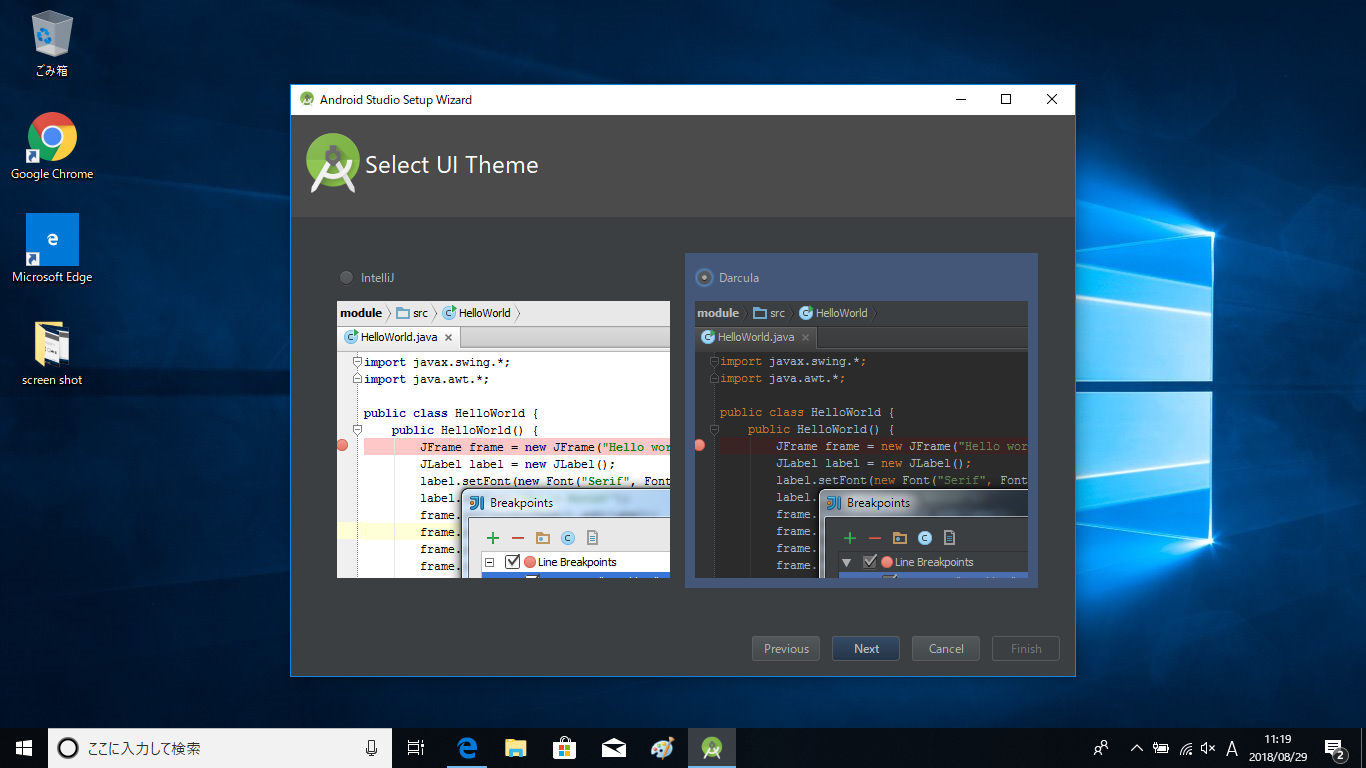 ごみ箱
Google Chrome
Microsoft Edge
screen shot
Android Studio Setup Wizard
Select UI Theme
IntelliJ
module src HelloWorld
HelloWorld.java
import javax.swing.*;
import java.awt.*;
public class HelloWorld {
public HelloWorld() {
JFrame frame = new JFrame("Hello wor
JLabel label = new JLabel();
label.setFont(new Font("Serif", Font
label.
frame.
frame.
frame.
frame.
Breakpoints
Line Breakpoints
Darcula
module src HelloWorld
HelloWorld.java
import javax.swing.*;
import java.awt.*;
public class HelloWorld {
public HelloWorld() {
JFrame frame = new JFrame("Hello wor
JLabel label = new JLabel();
label.setFont(new Font("Serif", Font
label.
frame.
frame.
frame.
frame.
Breakpoints
Line Breakpoints
Previous Next Cancel Finish
ここに入力して検索
A
11:19
2018/08/29
2